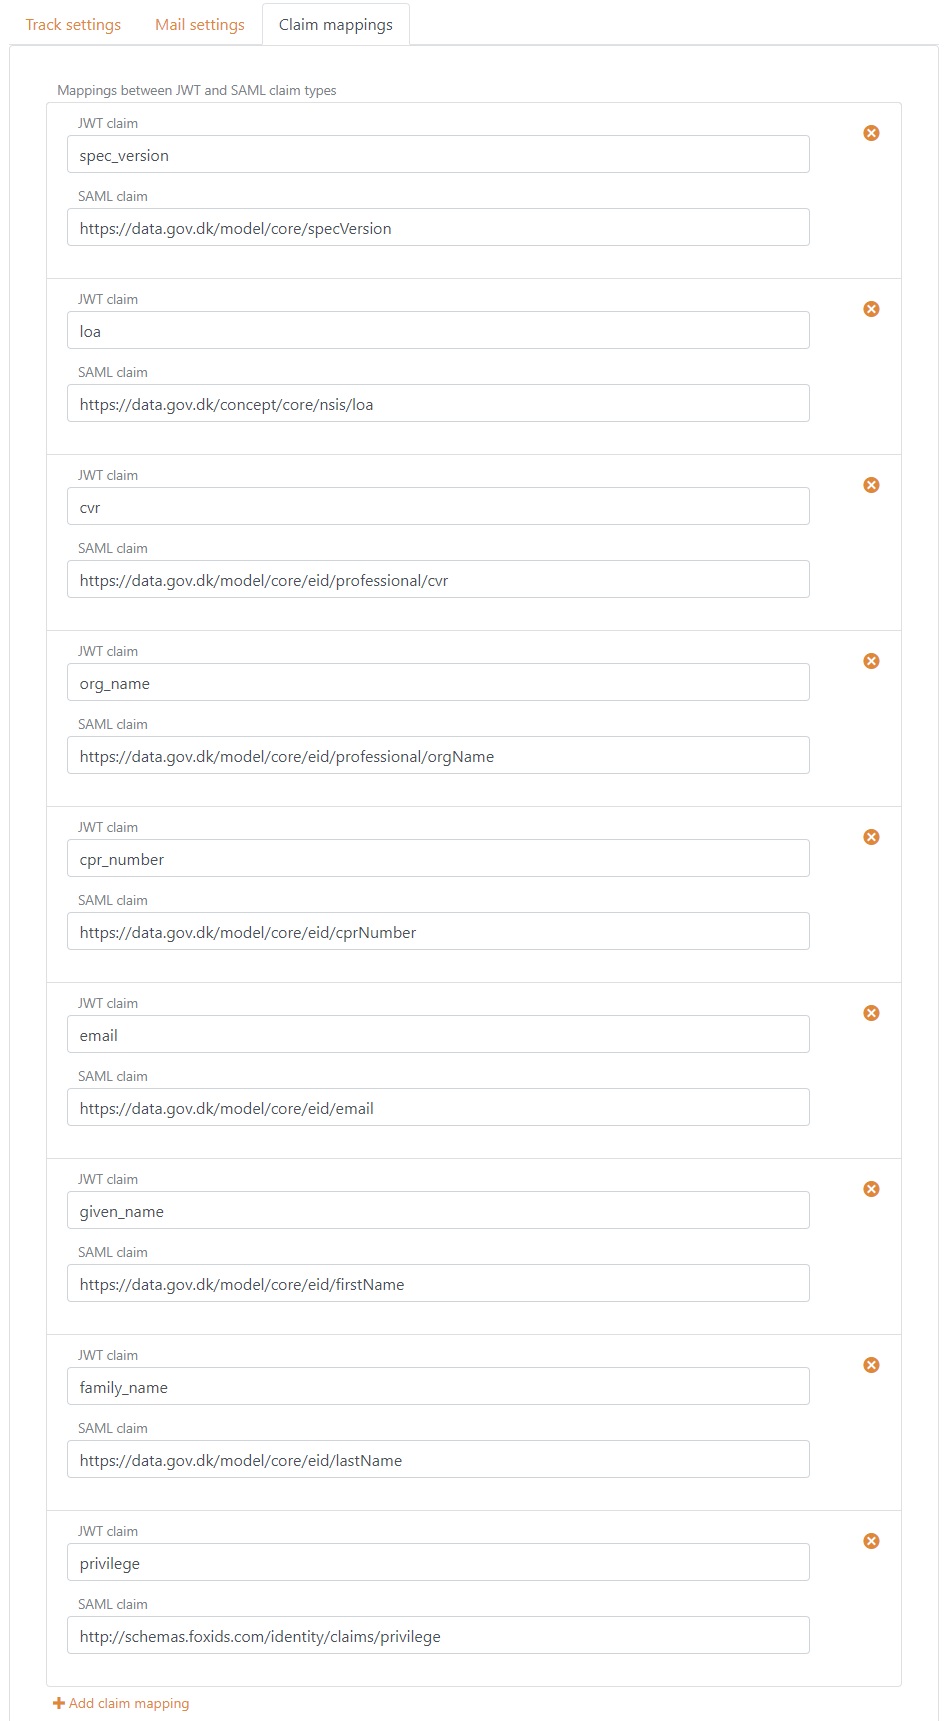 Track settings Mail settings Claim mappings
Mappings between JWT and SAML claim types
JWT claim
spec_version
SAML claim
https://data.gov.dk/model/core/specVersion
JWT claim
loa
SAML claim
https://data.gov.dk/concept/core/nsis/loa
JWT claim
cvr
SAML claim
https://data.gov.dk/model/core/eid/professional/cvr
JWT claim
org_name
SAML claim
https://data.gov.dk/model/core/eid/professional/orgName
JWT claim
cpr_number
SAML claim
https://data.gov.dk/model/core/eid/cprNumber
JWT claim
email
SAML claim
https://data.gov.dk/model/core/eid/email
JWT claim
given_name
SAML claim
https://data.gov.dk/model/core/eid/firstName
JWT claim
family_name
SAML claim
https://data.gov.dk/model/core/eid/lastName
JWT claim
privilege
SAML claim
http://schemas.foxids.com/identity/claims/privilege
Add claim mapping